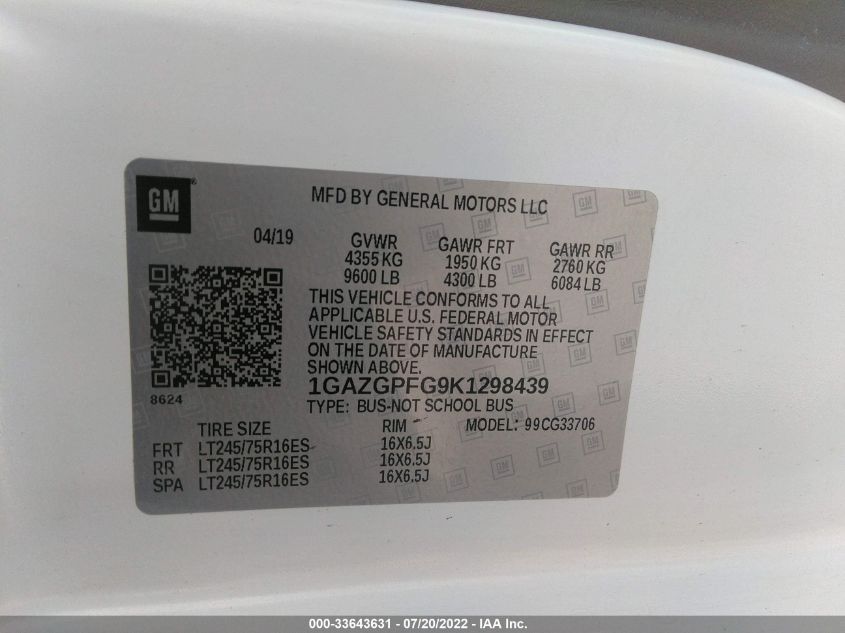 GM
MFD BY GENERAL MOTORS LLC
04/19 GVWR GAWR FRT GAWR RR
4355 KG 1950 KG 2760 KG
9600 LB 4300 LB 6084 LB
THIS VEHICLE CONFORMS TO ALL
APPLICABLE U.S. FEDERAL MOTOR
VEHICLE SAFETY STANDARDS IN EFFECT
ON THE DATE OF MANUFACTURE
SHOWN ABOVE.
8624
1GAZGPFG9K1298439
TYPE: BUS-NOT SCHOOL BUS
TIRE SIZE RIM MODEL: 99CG33706
FRT LT245/75R16ES 16X6.5J
RR LT245/75R16ES 16X6.5J
SPA LT245/75R16ES 16X6.5J
000-33643631 - 07/20/2022 - IAA Inc.